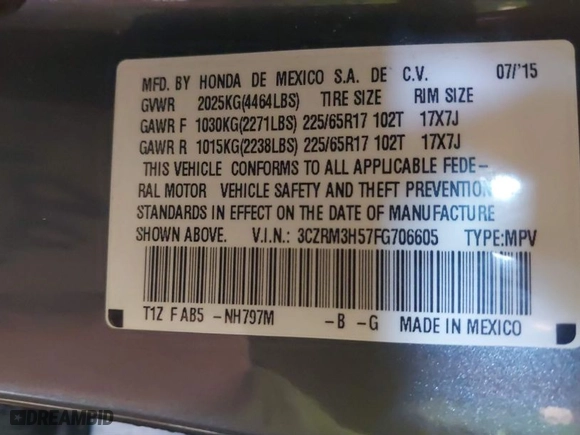 MFD. BY HONDA DE MEXICO S.A. DE C.V. 07/'15
GVWR 2025KG(4464LBS) TIRE SIZE RIM SIZE
GAWR F 1030KG(2271LBS) 225/65R17 102T 17X7J
GAWR R 1015KG(2238LBS) 225/65R17 102T 17X7J
THIS VEHICLE CONFORMS TO ALL APPLICABLE FEDE-
RAL MOTOR VEHICLE SAFETY AND THEFT PREVENTION
STANDARDS IN EFFECT ON THE DATE OF MANUFACTURE
SHOWN ABOVE. V.I.N.: 3CZRM3H57FG706605 TYPE:MPV
T1Z F AB5 -NH797M -B -G MADE IN MEXICO
DREAMBID